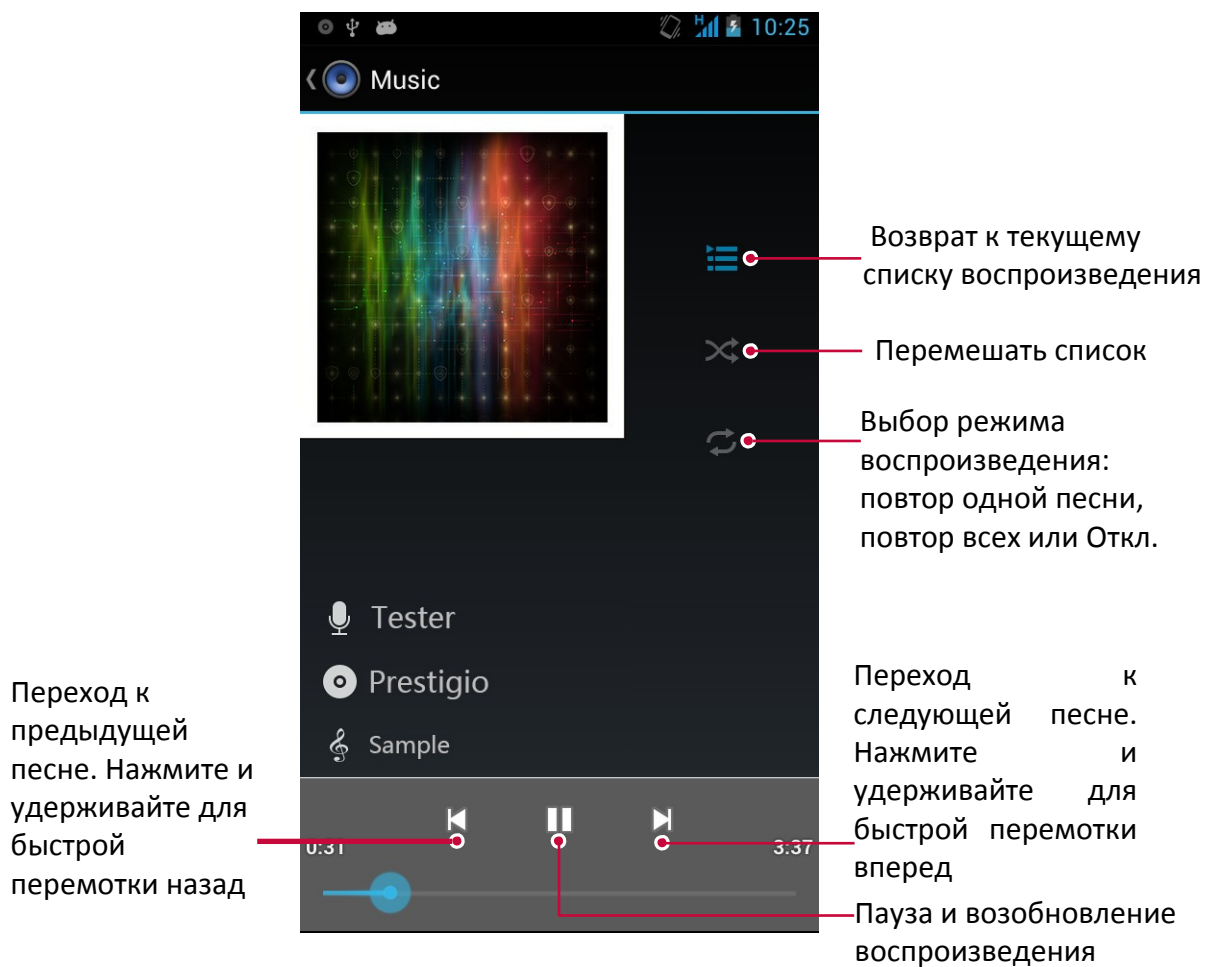 H 10:25
Music
Возврат к текущему
списку воспроизведения
Перемешать список
Выбор режима
воспроизведения:
повтор одной песни,
повтор всех или Откл.
Tester
Prestigio
Sample
Переход к
предыдущей
песне. Нажмите и
удерживайте для
быстрой
перемотки назад
Переход к
следующей песне.
Нажмите и
удерживайте для
быстрой перемотки
вперед
0:31
3:37
Пауза и возобновление
воспроизведения